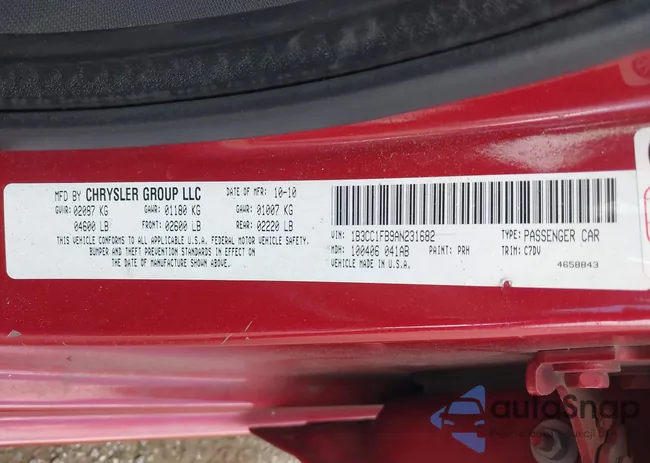 MFD BY CHRYSLER GROUP LLC DATE OF MFR: 10-10
GVWR: 02087 KG GAWR: 01180 KG GAWR: 01007 KG
04600 LB FRONT: 02600 LB REAR: 02220 LB
THIS VEHICLE CONFORMS TO ALL APPLICABLE U.S.A. FEDERAL MOTOR VEHICLE SAFETY,
BUMPER AND THEFT PREVENTION STANDARDS IN EFFECT ON
THE DATE OF MANUFACTURE SHOWN ABOVE.
VIN: 1B3CC1FB9AN231682 TYPE: PASSENGER CAR
MDH: 100406 041AB PAINT: PRH TRIM: C7DV
VEHICLE MADE IN U.S.A. 4658843
autoSnap